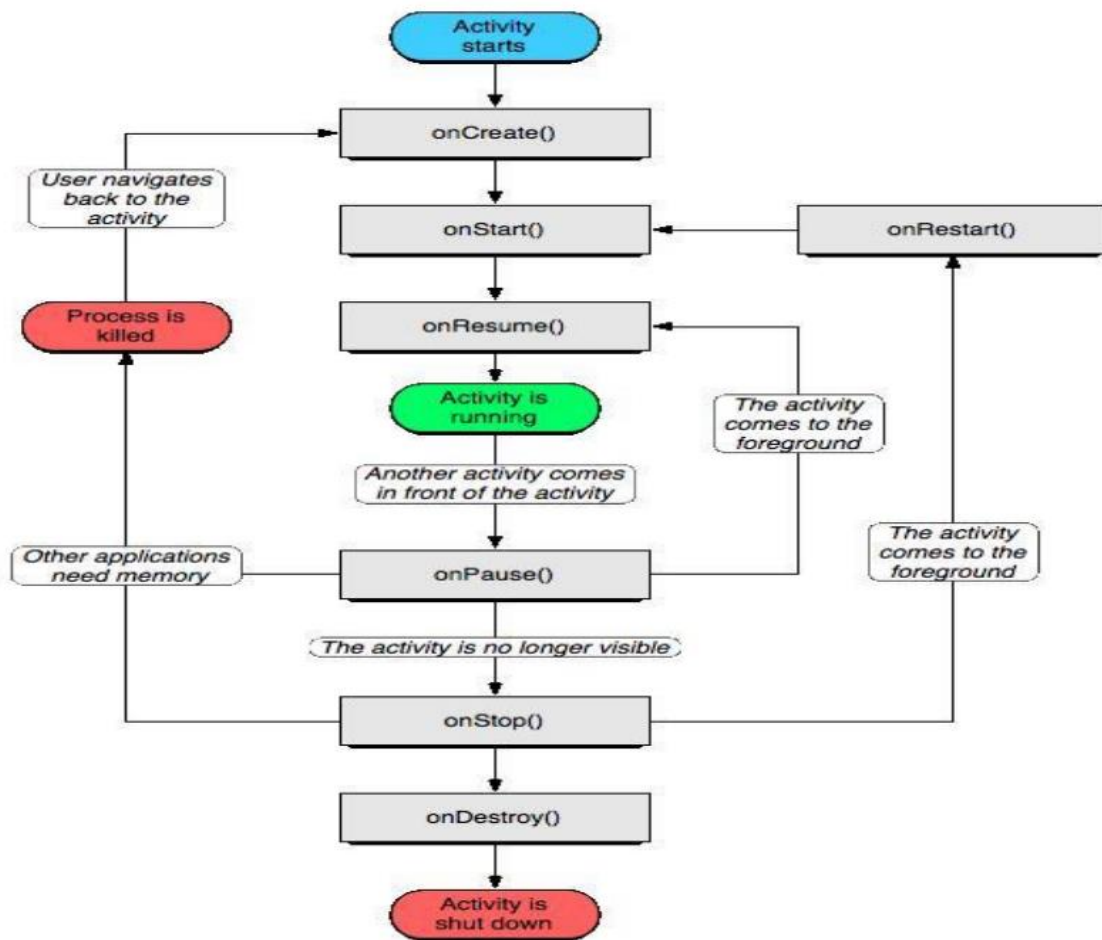 Activity
starts
onCreate()
User navigates
back to the
activity
onStart()
onRestart()
Process is
killed
onResume()
Activity is
running
The activity
comes to the
foreground
Another activity comes
in front of the activity
Other applications
need memory
The activity
comes to the
foreground
onPause()
The activity is no longer visible
onStop()
onDestroy()
Activity is
shut down